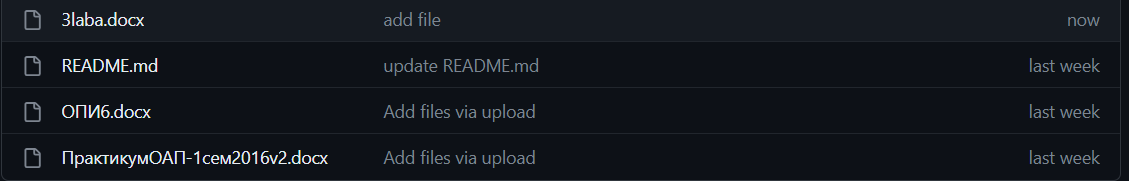 3laba.docx add file now
README.md update README.md last week
ОПИ6.docx Add files via upload last week
ПрактикумОАП-1сем2016v2.docx Add files via upload last week